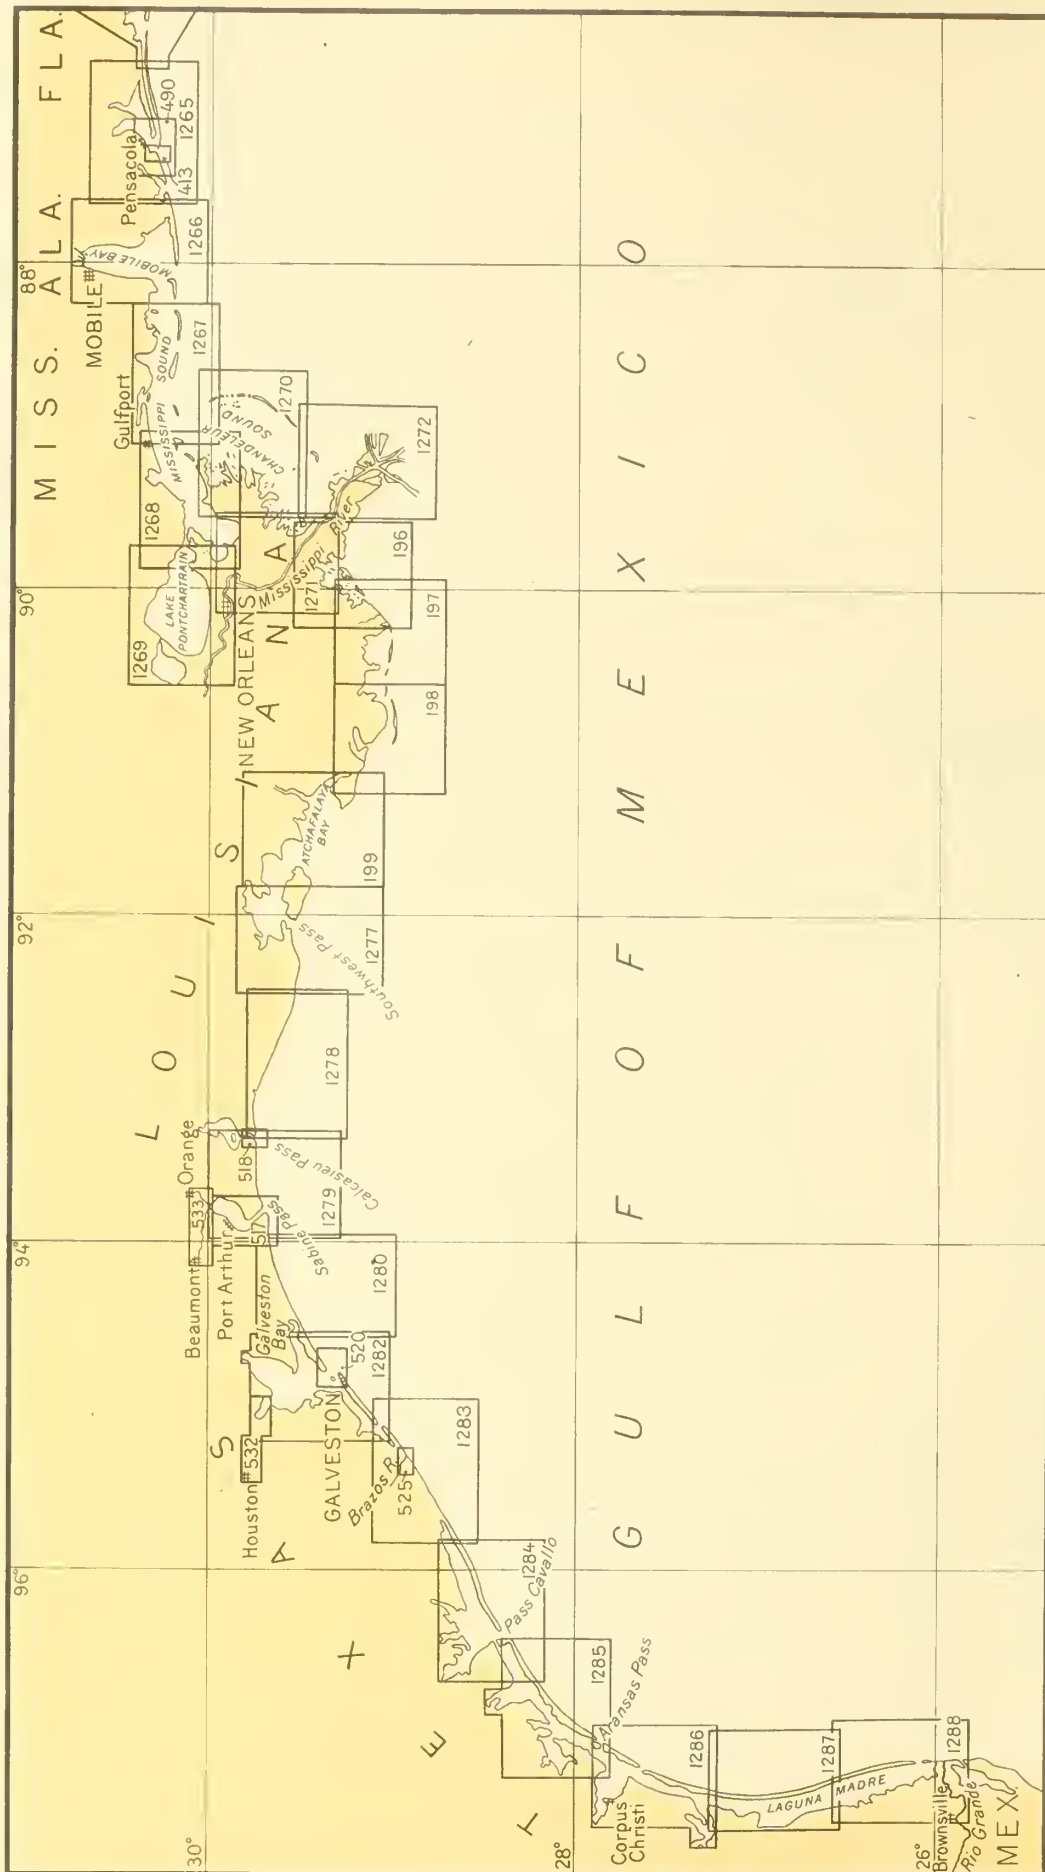 MISS. ALA. FLA.
LOUISIANA
TEXAS
MEX.
GULF OF MEXICO
96°
94°
92°
90°
88°
30°
28°
26°
Pensacola
490
1265
413
1266
MOBILE
MOBILE BAY
Gulfport
MISSISSIPPI SOUND
1267
1268
1269
LAKE
PONTCHARTRAIN
CHANDELEUR
SOUND
1270
1272
NEW ORLEANS
Mississippi River
1271
196
197
198
ATCHAFALAYA
BAY
199
1277
Southwest Pass
1278
Orange
518
Calcasieu Pass
1279
Beaumont
533
Port Arthur
517
Sabine Pass
1280
Galveston
Bay
520
1282
Houston
532
GALVESTON
Brazos R.
525
1283
1284
Pass Cavallo
1285
Aransas Pass
Corpus
Christi
1286
1287
LAGUNA MADRE
1288
Brownsville
Rio Grande